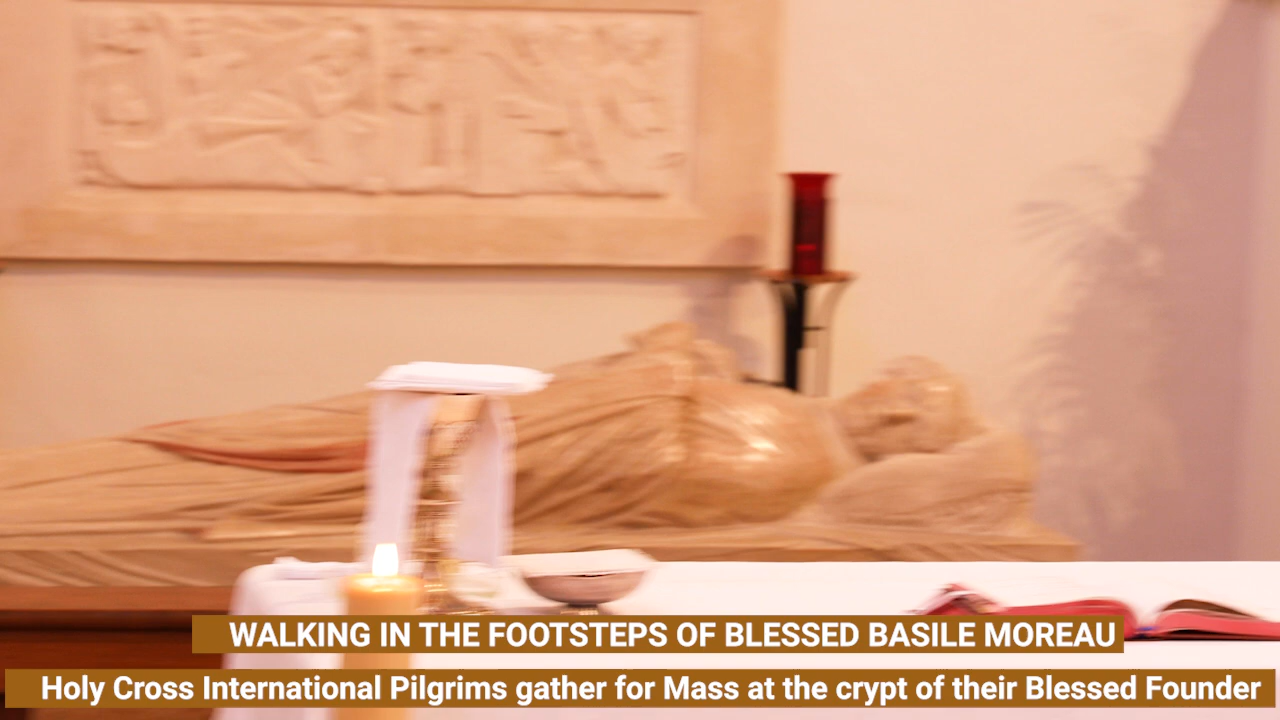 WALKING IN THE FOOTSTEPS OF BLESSED BASILE MOREAU
Holy Cross International Pilgrims gather for Mass at the crypt of their Blessed Founder